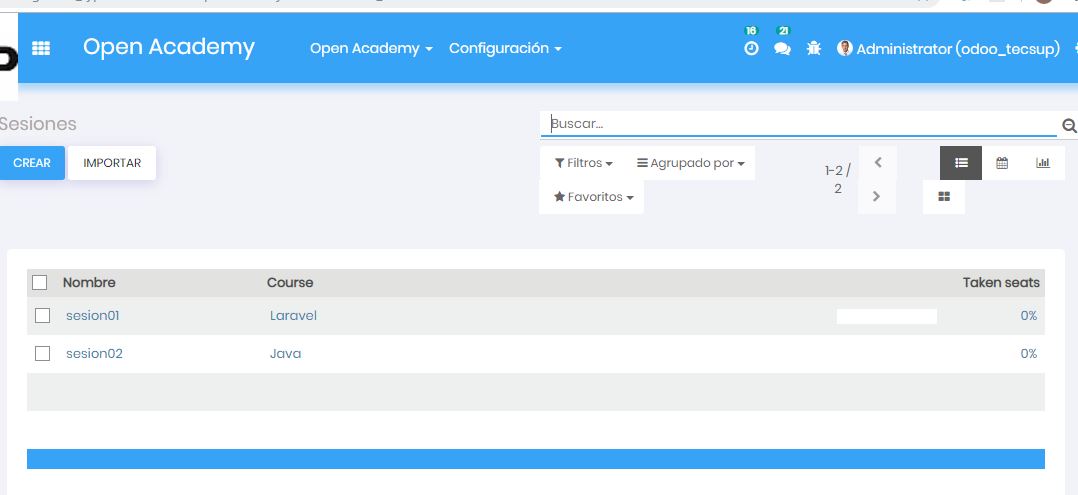 16 21
Open Academy Open Academy Configuración Administrator (odoo_tecsup)
Sesiones
Buscar...
CREAR IMPORTAR
Filtros Agrupado por
1-2 /
2
Favoritos
Nombre Course Taken seats
sesion01 Laravel 0%
sesion02 Java 0%